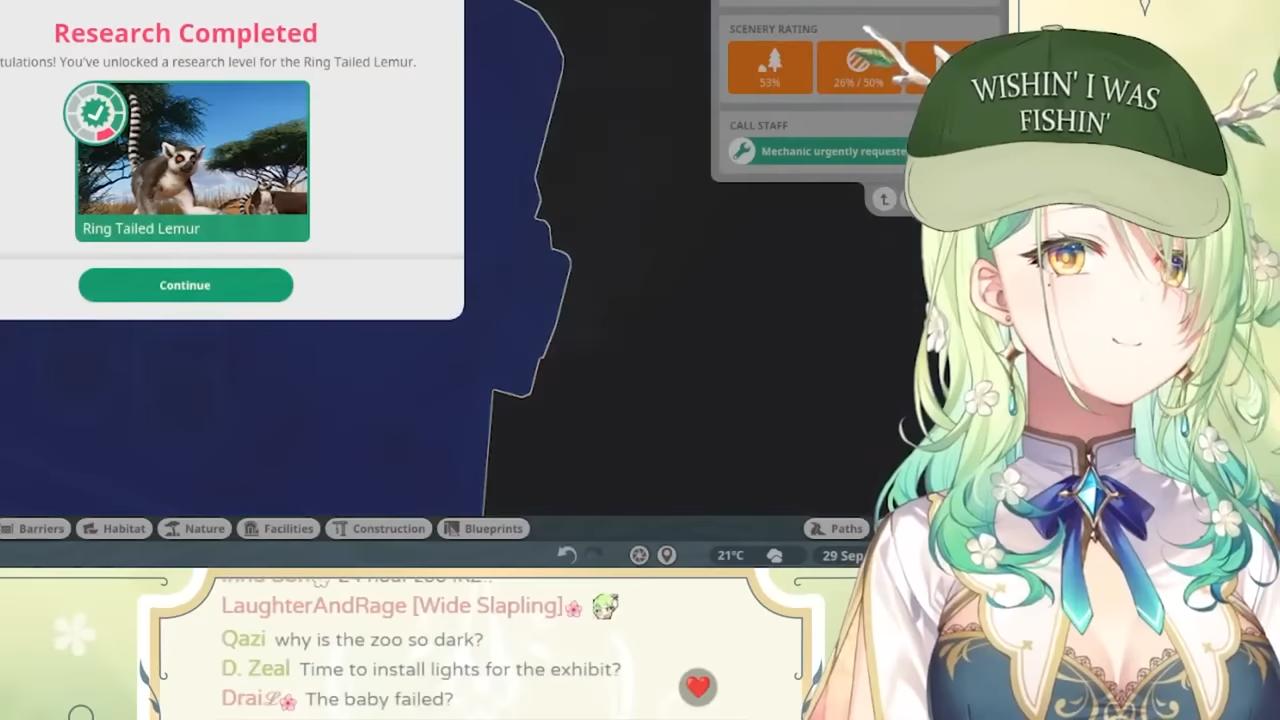 Research Completed
tulations! You've unlocked a research level for the Ring Tailed Lemur.
Ring Tailed Lemur
Continue
SCENERY RATING
53%
26% / 50%
CALL STAFF
Mechanic urgently requeste
WISHIN' I WAS
FISHIN'
Barriers
Habitat
Nature
Facilities
Construction
Blueprints
Paths
21°C
29 Sep
LaughterAndRage [Wide Slapling]
Qazi why is the zoo so dark?
D. Zeal Time to install lights for the exhibit?
Draiℒ The baby failed?